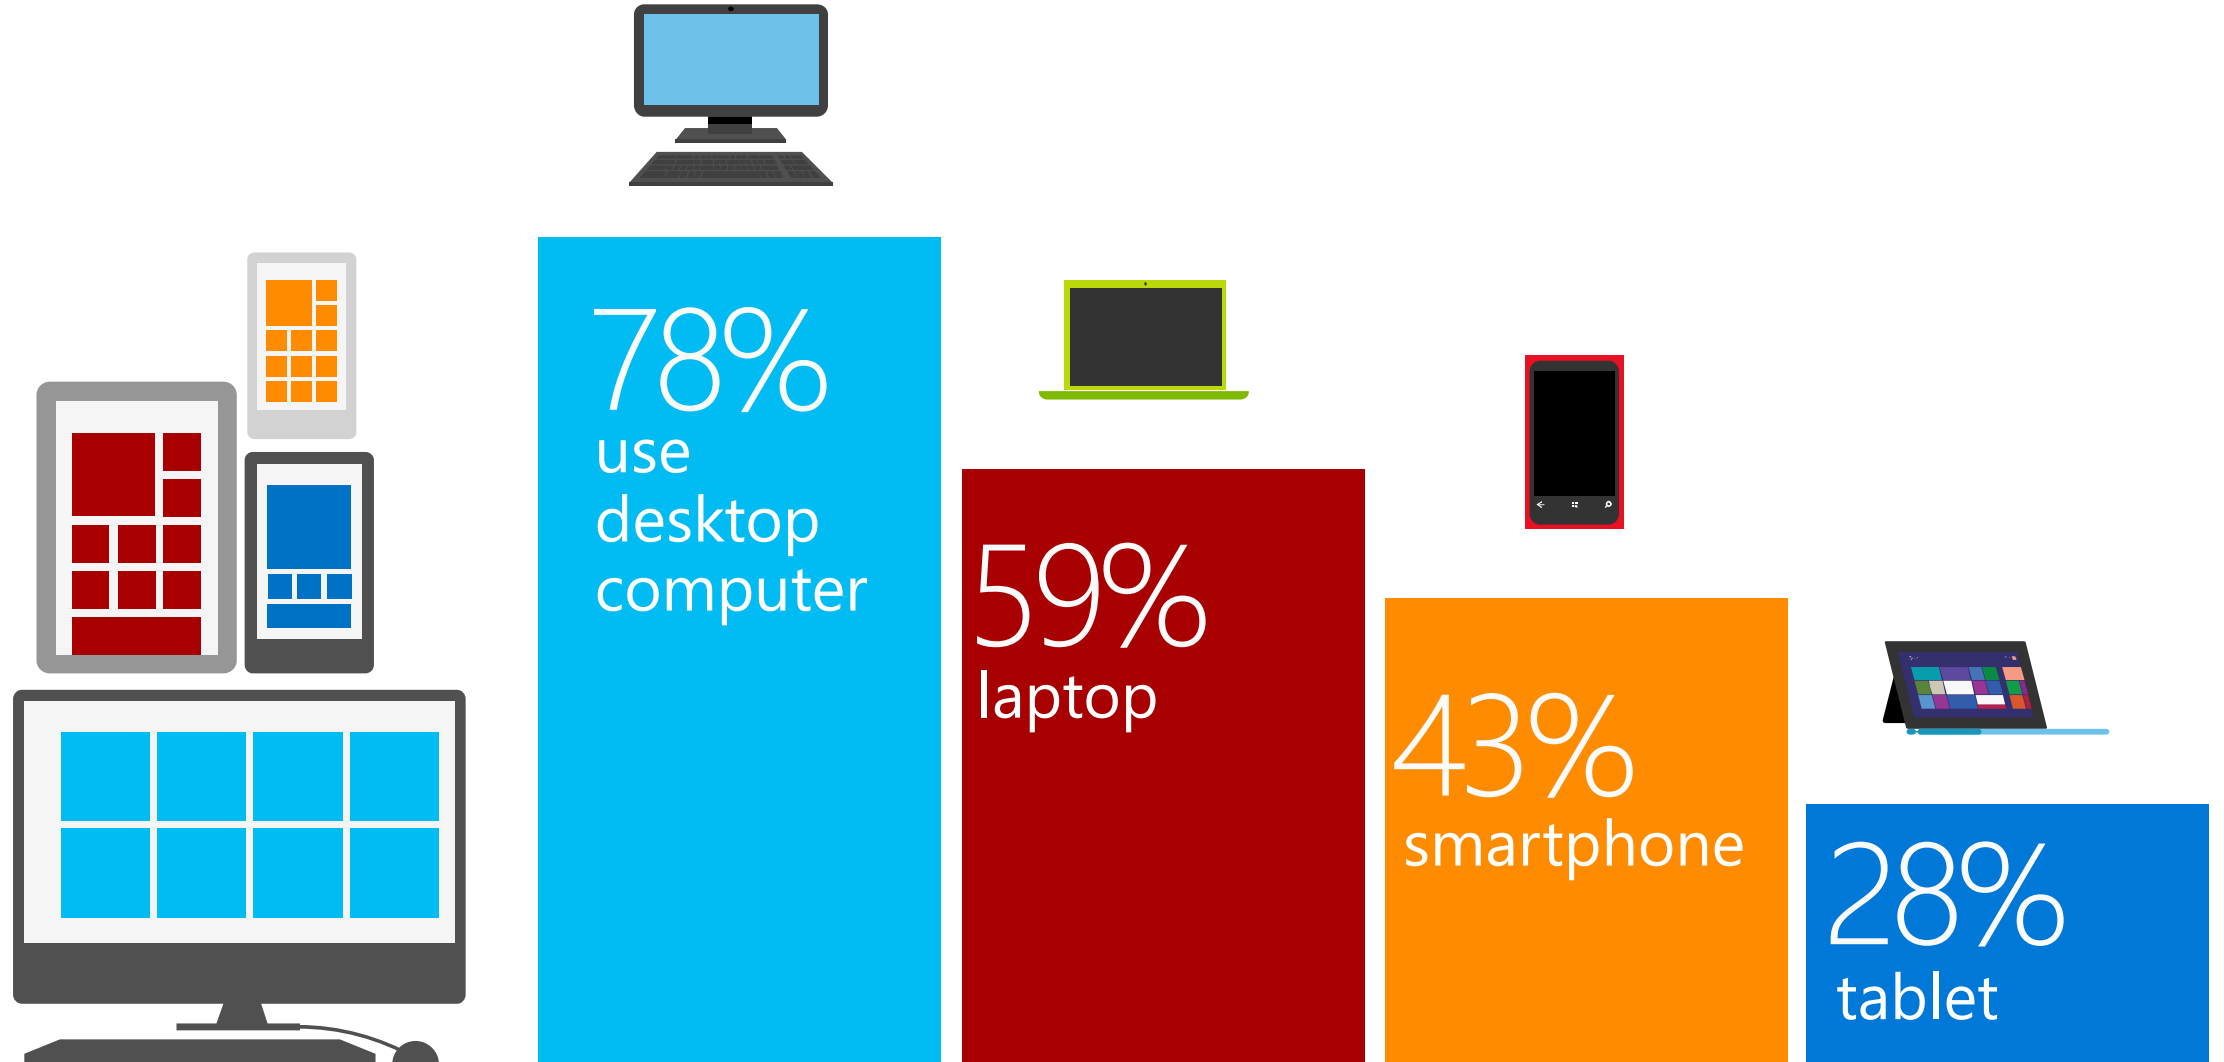 78%
use
desktop
computer
59%
laptop
43%
smartphone
28%
tablet